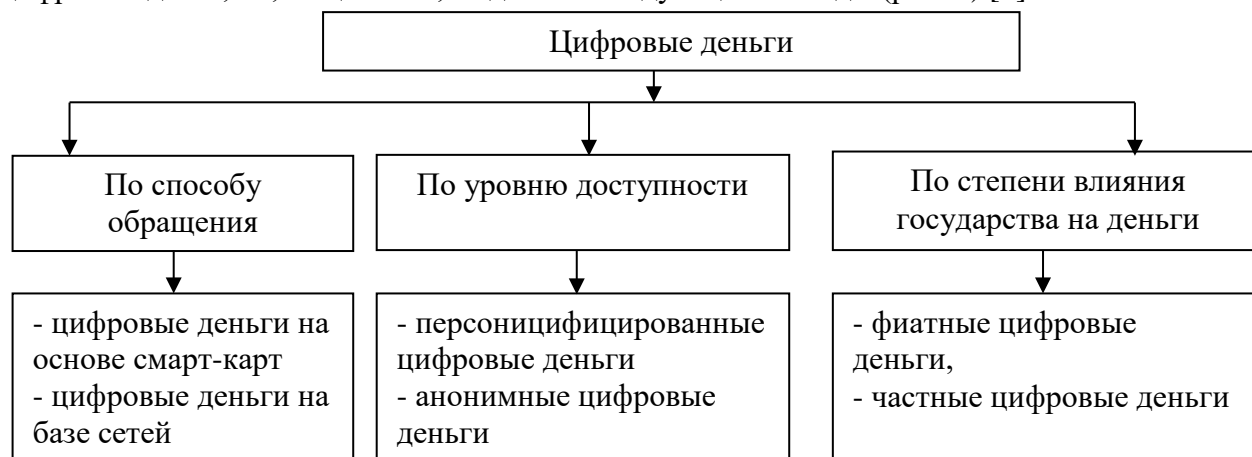 Цифровые деньги
По способу
обращения
По уровню доступности
По степени влияния
государства на деньги
- цифровые деньги на
основе смарт-карт
- цифровые деньги на
базе сетей
- персоницифицированные
цифровые деньги
- анонимные цифровые
деньги
- фиатные цифровые
деньги,
- частные цифровые деньги